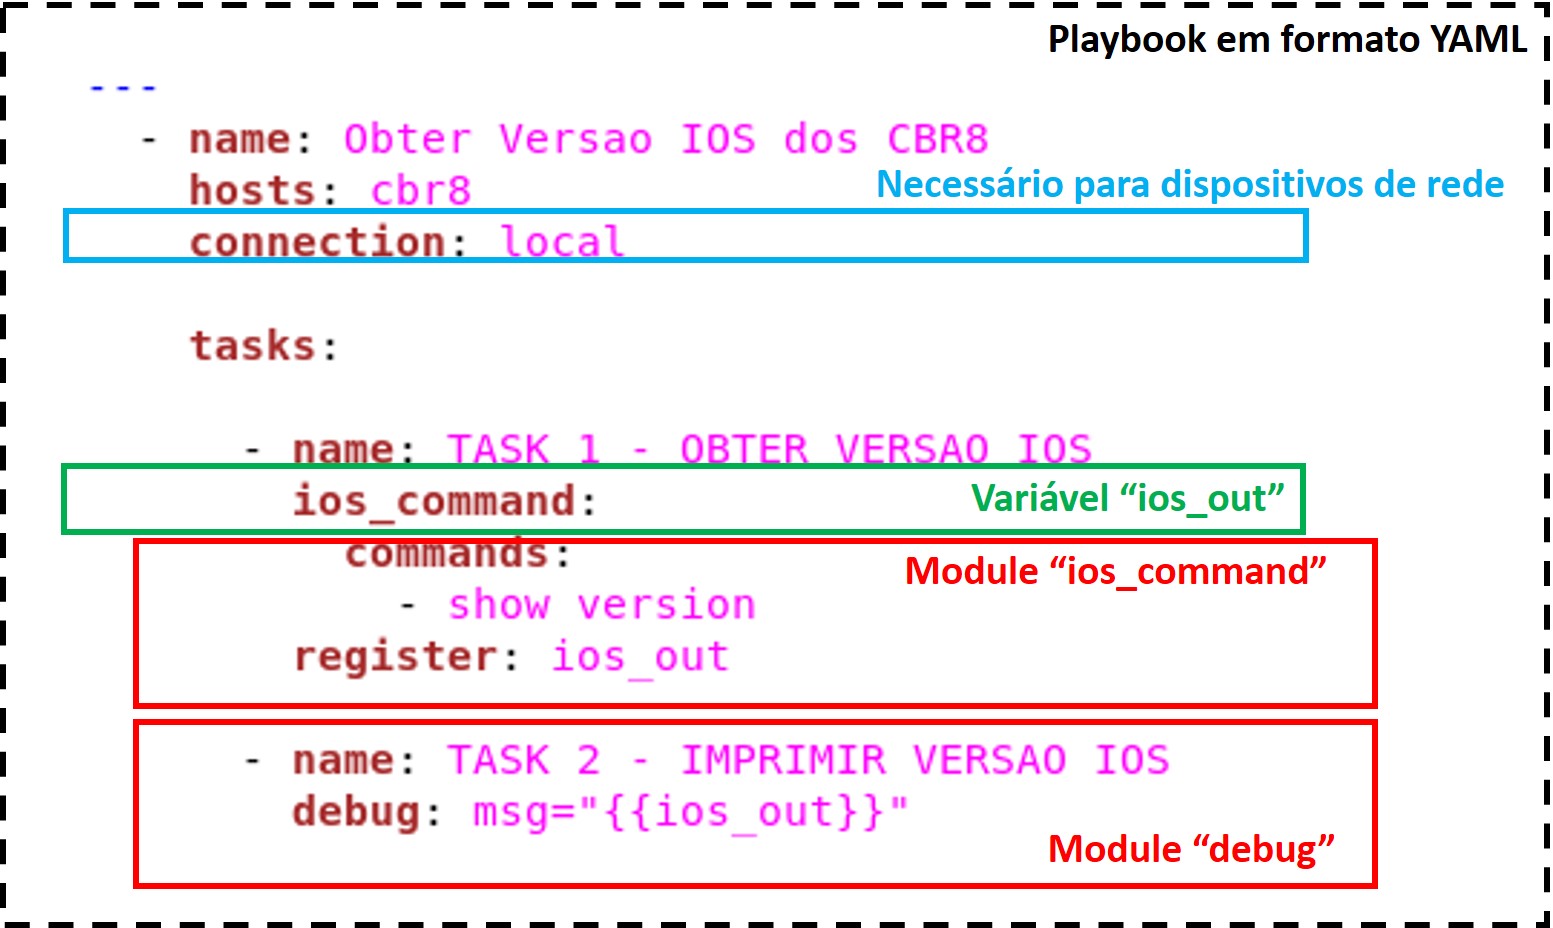 Playbook em formato YAML
---
- name: Obter Versao IOS dos CBR8
Necessário para dispositivos de rede
hosts: cbr8
connection: local
tasks:
- name: TASK 1 - OBTER VERSAO IOS
ios_command:
Variável “ios_out”
commands:
Module “ios_command”
- show version
register: ios_out
- name: TASK 2 - IMPRIMIR VERSAO IOS
debug: msg="{{ios_out}}"
Module “debug”